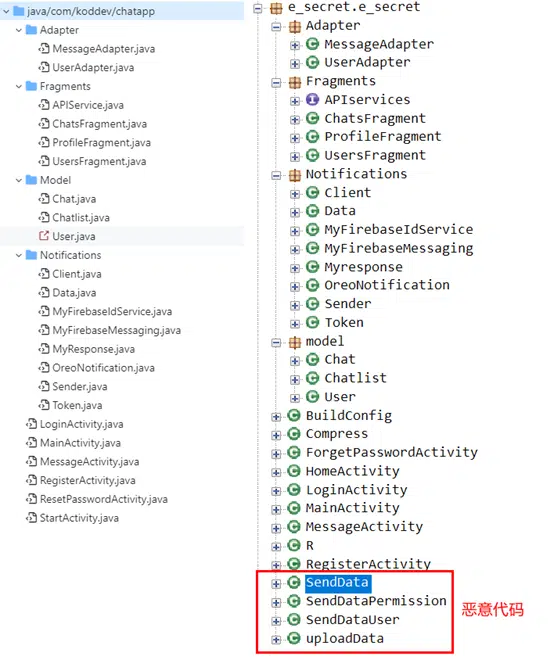 java/com/koddev/chatapp
Adapter
MessageAdapter.java
UserAdapter.java
Fragments
APIService.java
ChatsFragment.java
ProfileFragment.java
UsersFragment.java
Model
Chat.java
Chatlist.java
User.java
Notifications
Client.java
Data.java
MyFirebaseIdService.java
MyFirebaseMessaging.java
MyResponse.java
OreoNotification.java
Sender.java
Token.java
LoginActivity.java
MainActivity.java
MessageActivity.java
RegisterActivity.java
ResetPasswordActivity.java
StartActivity.java
e_secret.e_secret
Adapter
MessageAdapter
UserAdapter
Fragments
APIservices
ChatsFragment
ProfileFragment
UsersFragment
Notifications
Client
Data
MyFirebaseIdService
MyFirebaseMessaging
Myresponse
OreoNotification
Sender
Token
model
Chat
Chatlist
User
BuildConfig
Compress
ForgetPasswordActivity
HomeActivity
LoginActivity
MainActivity
MessageActivity
R
RegisterActivity
SendData
SendDataPermission
SendDataUser
uploadData
恶意代码